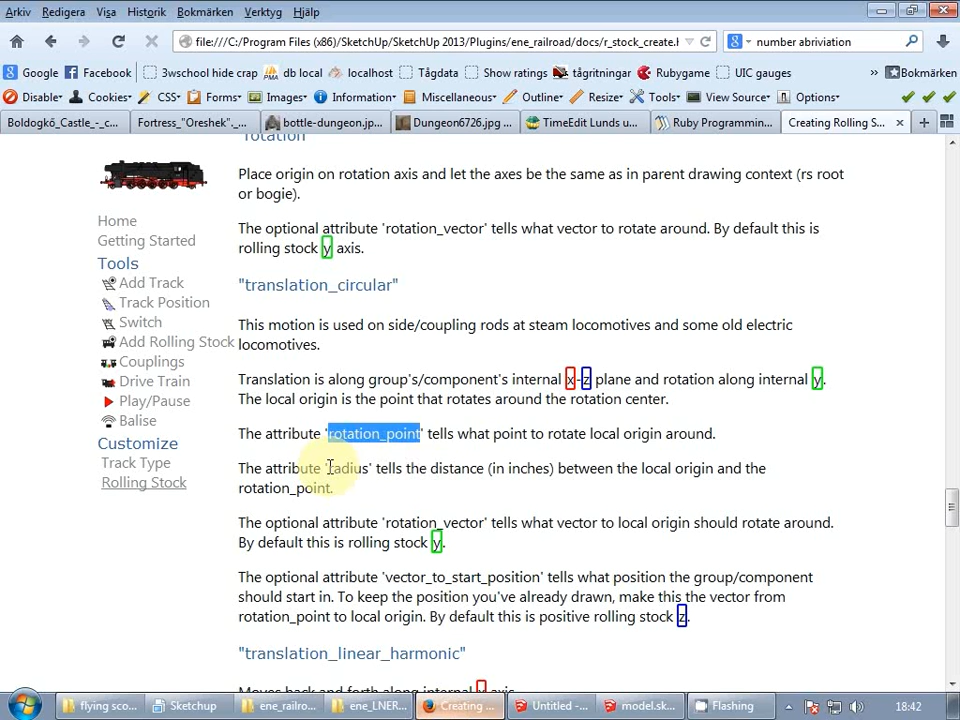 Arkiv Redigera Visa Historik Bokmärken Verktyg Hjälp
file:///C:/Program Files (x86)/SketchUp/SketchUp 2013/Plugins/ene_railroad/docs/r_stock_create.h
number abriviation
Google Facebook 3wschool hide crap db local localhost Tågdata Show ratings tågritningar Rubygame UIC gauges » Bokmärken
Disable Cookies CSS Forms Images Information Miscellaneous Outline Resize Tools View Source Options
Boldogkő_Castle_-_c... Fortress_"Oreshek"._... bottle-dungeon.jp... Dungeon6726.jpg ... TimeEdit Lunds u... Ruby Programmin... Creating Rolling S...
"rotation"
Place origin on rotation axis and let the axes be the same as in parent drawing context (rs root
or bogie).
The optional attribute 'rotation_vector' tells what vector to rotate around. By default this is
rolling stock y axis.
"translation_circular"
This motion is used on side/coupling rods at steam locomotives and some old electric
locomotives.
Translation is along group's/component's internal x-z plane and rotation along internal y.
The local origin is the point that rotates around the rotation center.
The attribute 'rotation_point' tells what point to rotate local origin around.
The attribute 'radius' tells the distance (in inches) between the local origin and the
rotation_point.
The optional attribute 'rotation_vector' tells what vector to local origin should rotate around.
By default this is rolling stock y.
The optional attribute 'vector_to_start_position' tells what position the group/component
should start in. To keep the position you've already drawn, make this the vector from
rotation_point to local origin. By default this is positive rolling stock z.
"translation_linear_harmonic"
Moves back and forth along internal x axis.
Home
Getting Started
Tools
Add Track
Track Position
Switch
Add Rolling Stock
Couplings
Drive Train
Play/Pause
Balise
Customize
Track Type
Rolling Stock
flying sco... Sketchup ene_railro... ene_LNER... Creating ... Untitled -... model.sk... Flashing 18:42